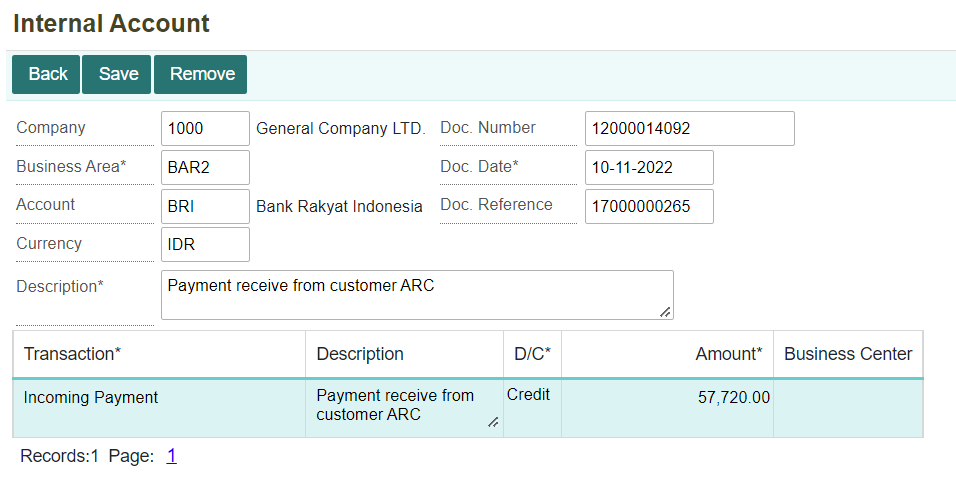 Internal Account
Back Save Remove
Company 1000 General Company LTD. Doc. Number 12000014092
Business Area* BAR2 Doc. Date* 10-11-2022
Account BRI Bank Rakyat Indonesia Doc. Reference 17000000265
Currency IDR
Description* Payment receive from customer ARC
Transaction* Description D/C* Amount* Business Center
Incoming Payment Payment receive from Credit 57,720.00
customer ARC
Records:1 Page: 1